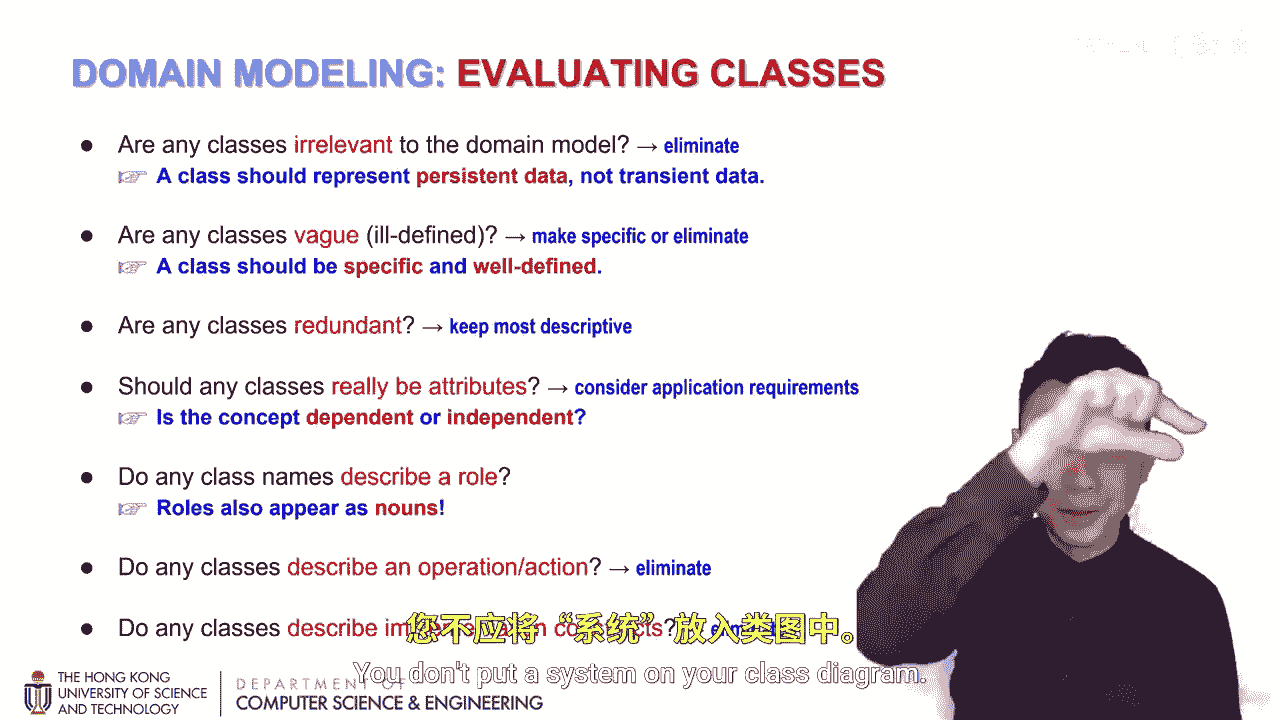 DOMAIN MODELING: EVALUATING CLASSES
● Are any classes irrelevant to the domain model? → eliminate
☞ A class should represent persistent data, not transient data.
● Are any classes vague (ill-defined)? → make specific or eliminate
☞ A class should be specific and well-defined.
● Are any classes redundant? → keep most descriptive
● Should any classes really be attributes? → consider application requirements
☞ Is the concept dependent or independent?
● Do any class names describe a role?
☞ Roles also appear as nouns!
● Do any classes describe an operation/action? → eliminate
● Do any classes describe
您不应将“系统”放入类图中。
You don't put a system on your class diagram.
THE HONG KONG
UNIVERSITY OF SCIENCE
AND TECHNOLOGY
DEPARTMENT OF
COMPUTER SCIENCE & ENGINEERING